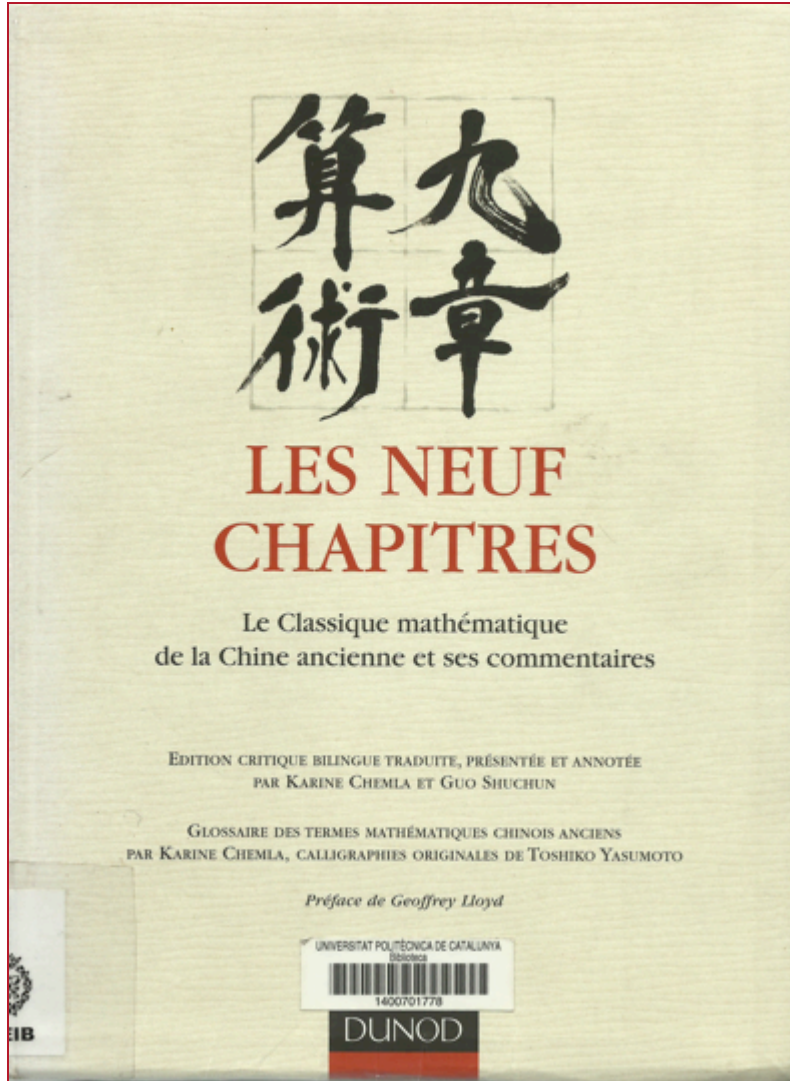 九章
算術
LES NEUF
CHAPITRES
Le Classique mathématique
de la Chine ancienne et ses commentaires
EDITION CRITIQUE BILINGUE TRADUITE, PRÉSENTÉE ET ANNOTÉE
PAR KARINE CHEMLA ET GUO SHUCHUN
GLOSSAIRE DES TERMES MATHÉMATIQUES CHINOIS ANCIENS
PAR KARINE CHEMLA, CALLIGRAPHIES ORIGINALES DE TOSHIKO YASUMOTO
Préface de Geoffrey Lloyd
UNIVERSITAT POLITÈCNICA DE CATALUNYA
Biblioteca
1400701778
EIB
DUNOD